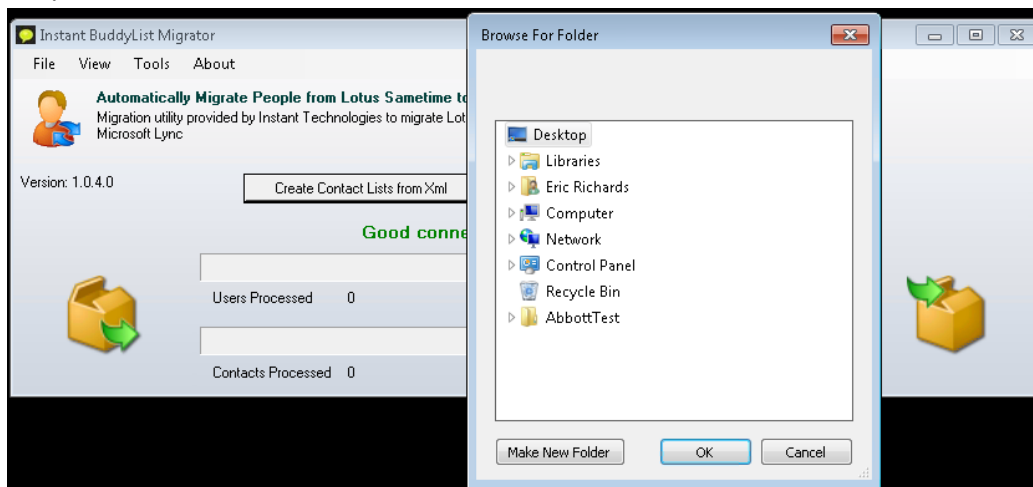 Instant BuddyList Migrator
File View Tools About
Automatically Migrate People from Lotus Sametime to
Migration utility provided by Instant Technologies to migrate Lot
Microsoft Lync
Version: 1.0.4.0
Create Contact Lists from Xml
Good conne
Users Processed 0
Contacts Processed 0
Browse For Folder
Desktop
Libraries
Eric Richards
Computer
Network
Control Panel
Recycle Bin
AbbottTest
Make New Folder
OK
Cancel